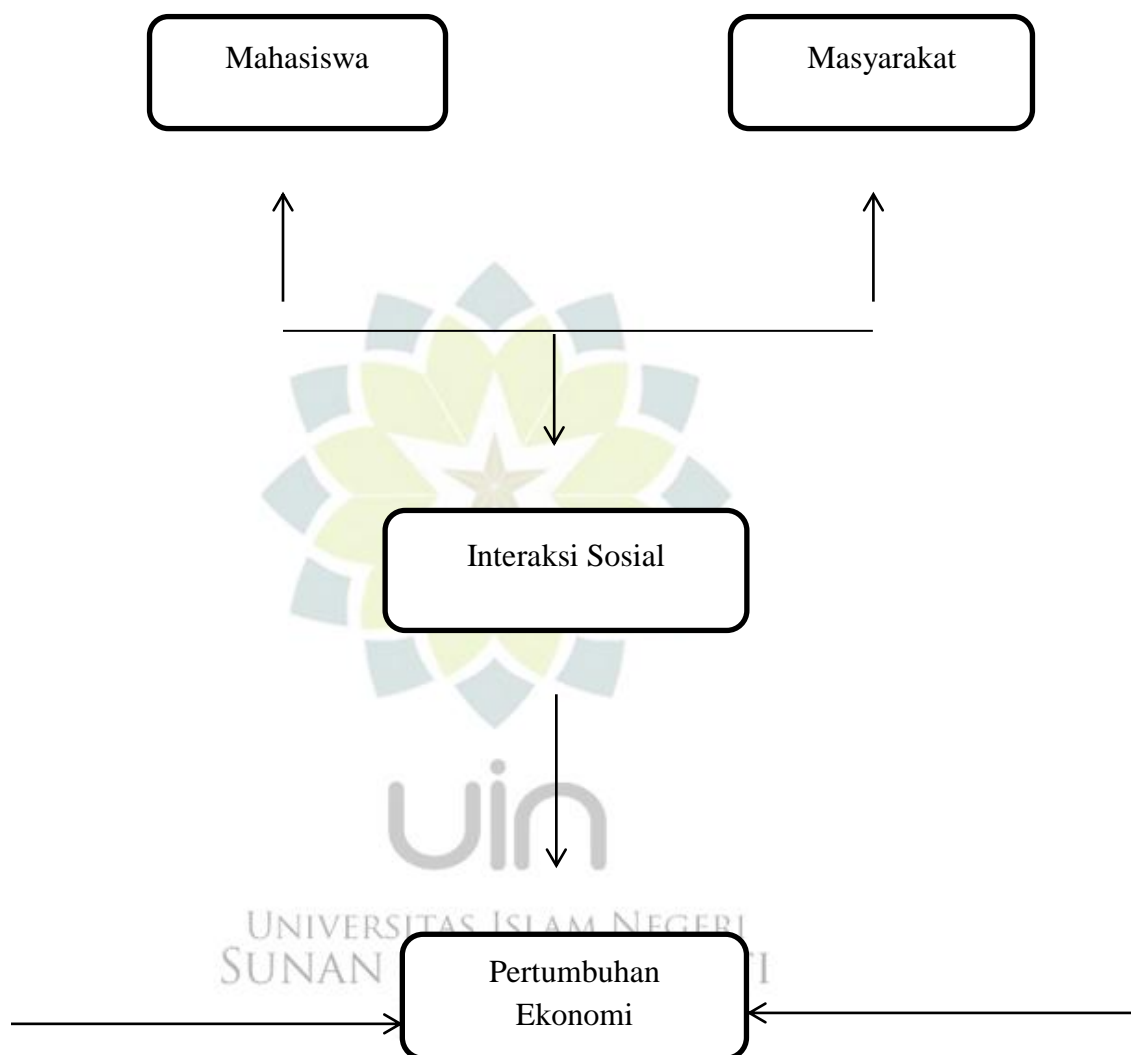 Mahasiswa
Masyarakat
Interaksi Sosial
uin
UNIVERSITAS ISLAM NEGERI
SUNAN
Pertumbuhan
Ekonomi